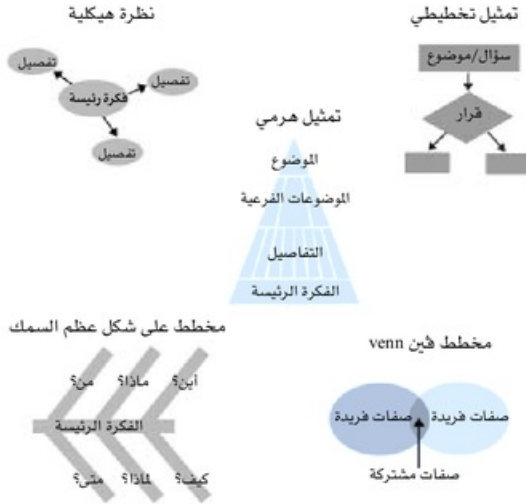 تمثيل تخطيطي
سؤال/موضوع
قرار
نظرة هيكلية
تفصيل
تفصيل
فكرة رئيسة
تفصيل
تمثيل هرمي
الموضوع
الموضوعات الفرعية
التفاصيل
الفكرة الرئيسة
مخطط ڤين venn
صفات فريدة
صفات فريدة
صفات مشتركة
مخطط على شكل عظم السمك
أين؟ ماذا؟ من؟
الفكرة الرئيسة
كيف؟ لماذا؟ متى؟